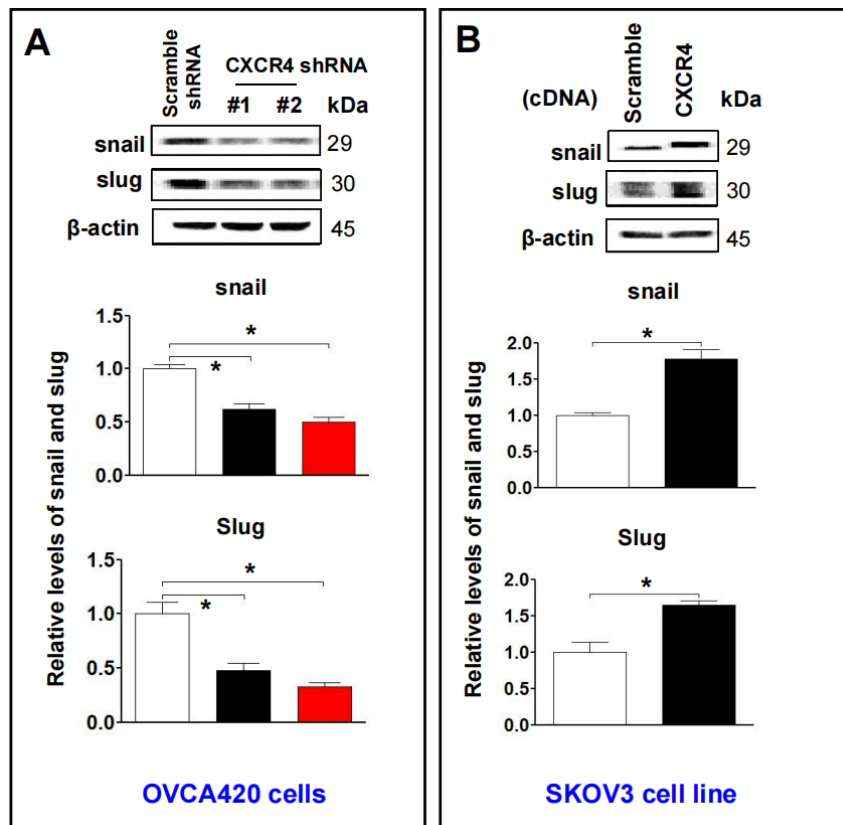 A
Scramble
shRNA
CXCR4 shRNA
#1 #2 kDa
snail 29
slug 30
β-actin 45
snail
Relative levels of snail and slug
1.5
1.0
0.5
0.0
*
*
Slug
1.5
1.0
0.5
0.0
*
*
OVCA420 cells
B
(cDNA) Scramble CXCR4 kDa
snail 29
slug 30
β-actin 45
snail
Relative levels of snail and slug
2.0
1.5
1.0
0.5
0.0
*
Slug
2.0
1.5
1.0
0.5
0.0
*
SKOV3 cell line